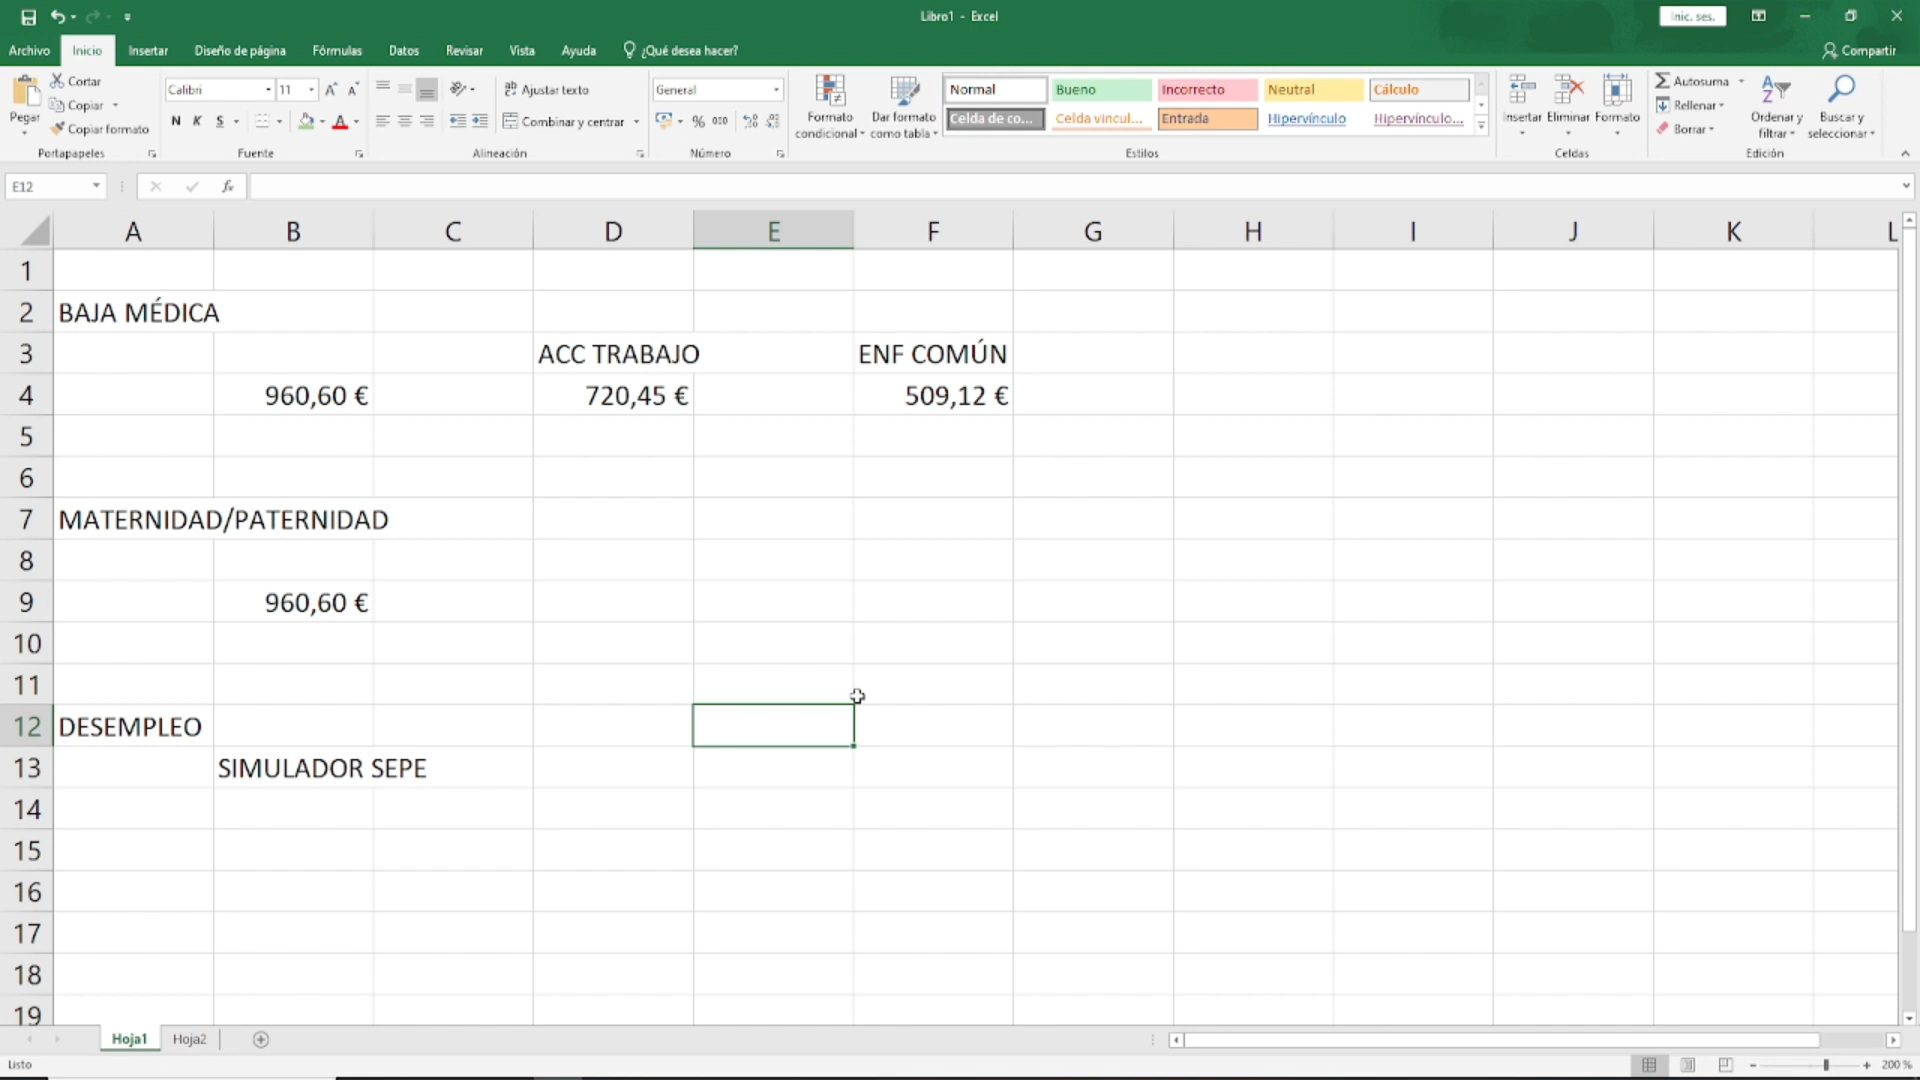 Libro1 - Excel
Inic. ses.
Archivo Inicio Insertar Diseño de página Fórmulas Datos Revisar Vista Ayuda ¿Qué desea hacer? Compartir
Pegar
Cortar
Copiar
Copiar formato
Portapapeles
Calibri 11
N K S
Fuente
Ajustar texto
Combinar y centrar
Alineación
General
% 000
Número
Formato condicional
Dar formato como tabla
Normal Bueno Incorrecto Neutral Cálculo
Celda de co... Celda vincul... Entrada Hipervínculo Hipervínculo...
Estilos
Insertar Eliminar Formato
Celdas
Autosuma
Rellenar
Borrar
Ordenar y filtrar
Buscar y seleccionar
Edición
E12 fx
A B C D E F G H I J K L
1
2 BAJA MÉDICA
3 ACC TRABAJO ENF COMÚN
4 960,60 € 720,45 € 509,12 €
5
6
7 MATERNIDAD/PATERNIDAD
8
9 960,60 €
10
11
12 DESEMPLEO
13 SIMULADOR SEPE
14
15
16
17
18
19
Hoja1 Hoja2
Listo
200 %